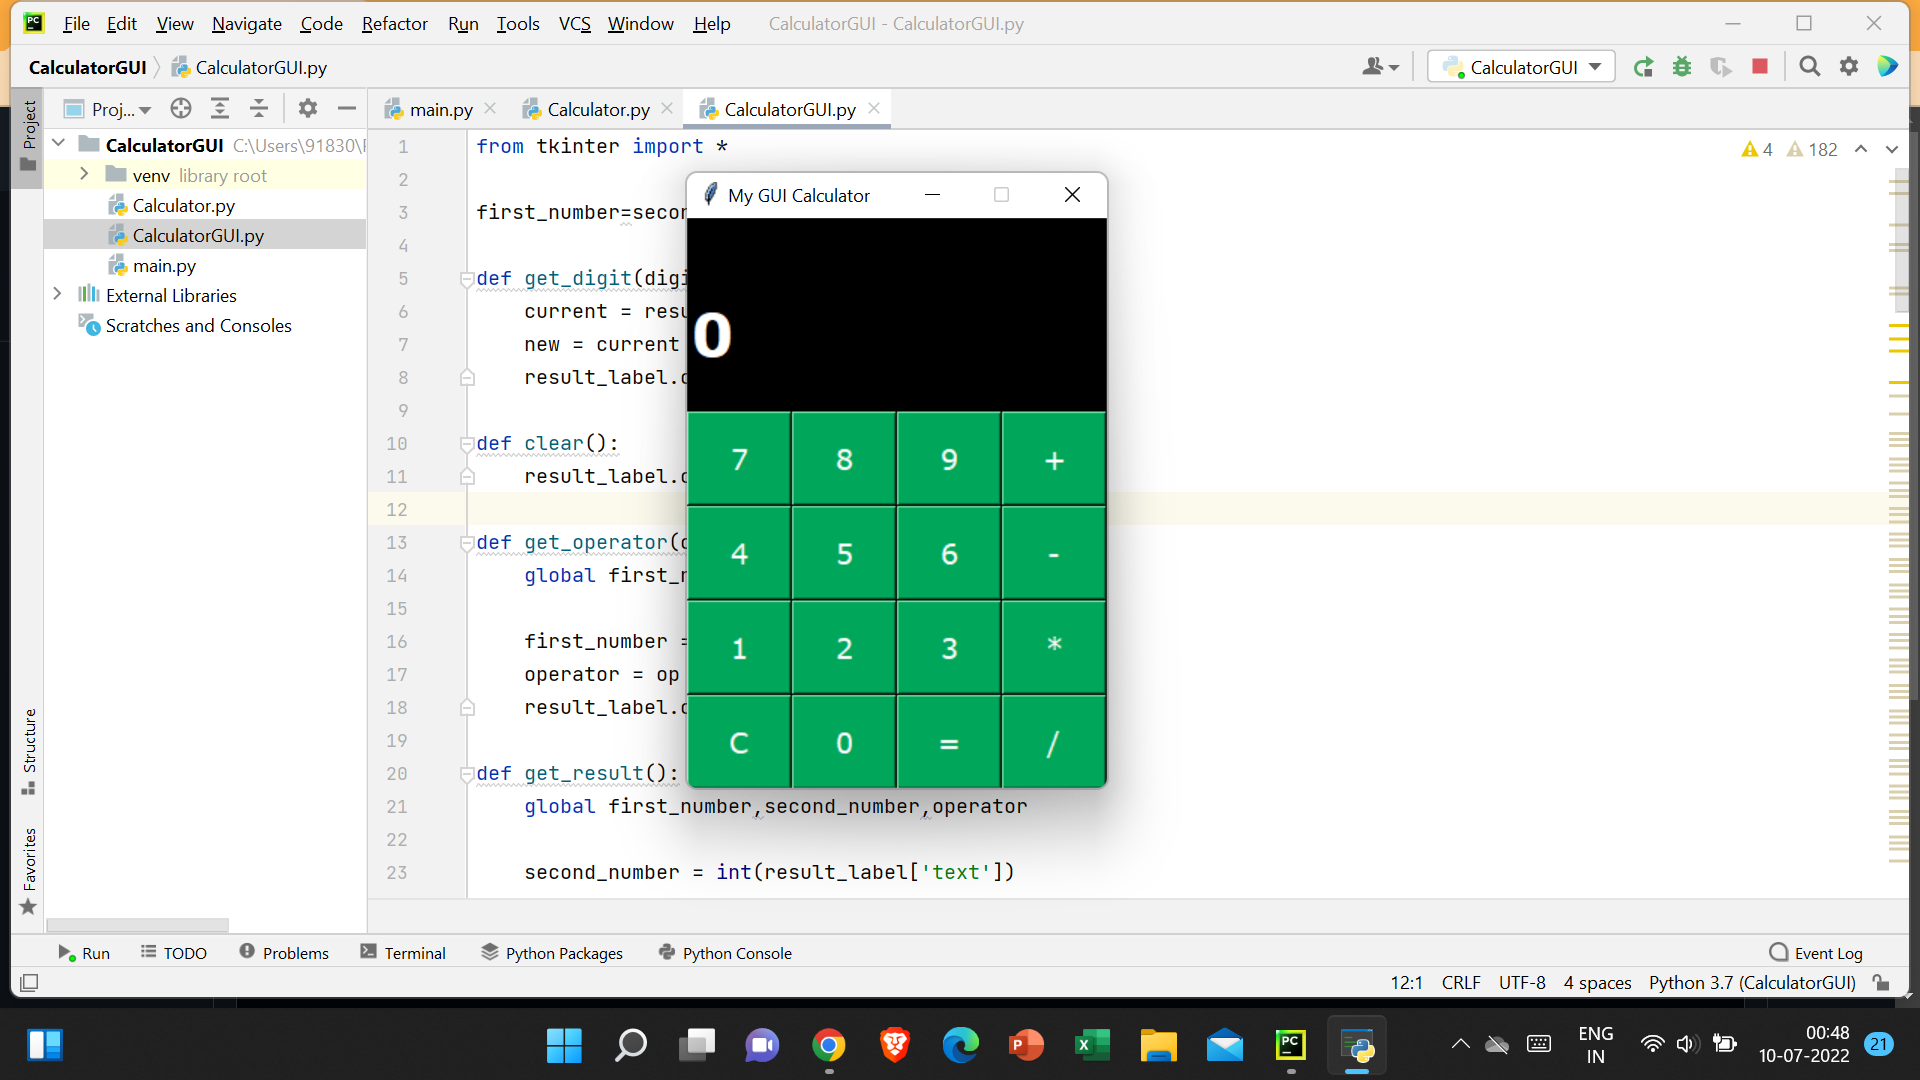 File Edit View Navigate Code Refactor Run Tools VCS Window Help CalculatorGUI - CalculatorGUI.py
CalculatorGUI CalculatorGUI.py CalculatorGUI
Project Proj... main.py Calculator.py CalculatorGUI.py
CalculatorGUI C:\Users\91830\
venv library root
Calculator.py
CalculatorGUI.py
main.py
External Libraries
Scratches and Consoles
Structure
Favorites
4 182
1 from tkinter import *
2
3 first_number=secon
4
5 def get_digit(digi
6 current = resu
7 new = current
8 result_label.c
9
10 def clear():
11 result_label.c
12
13 def get_operator(o
14 global first_n
15
16 first_number =
17 operator = op
18 result_label.c
19
20 def get_result():
21 global first_number,second_number,operator
22
23 second_number = int(result_label['text'])
My GUI Calculator
0
7 8 9 +
4 5 6 -
1 2 3 *
C 0 = /
Run TODO Problems Terminal Python Packages Python Console Event Log
12:1 CRLF UTF-8 4 spaces Python 3.7 (CalculatorGUI)
ENG
IN
00:48
10-07-2022
21